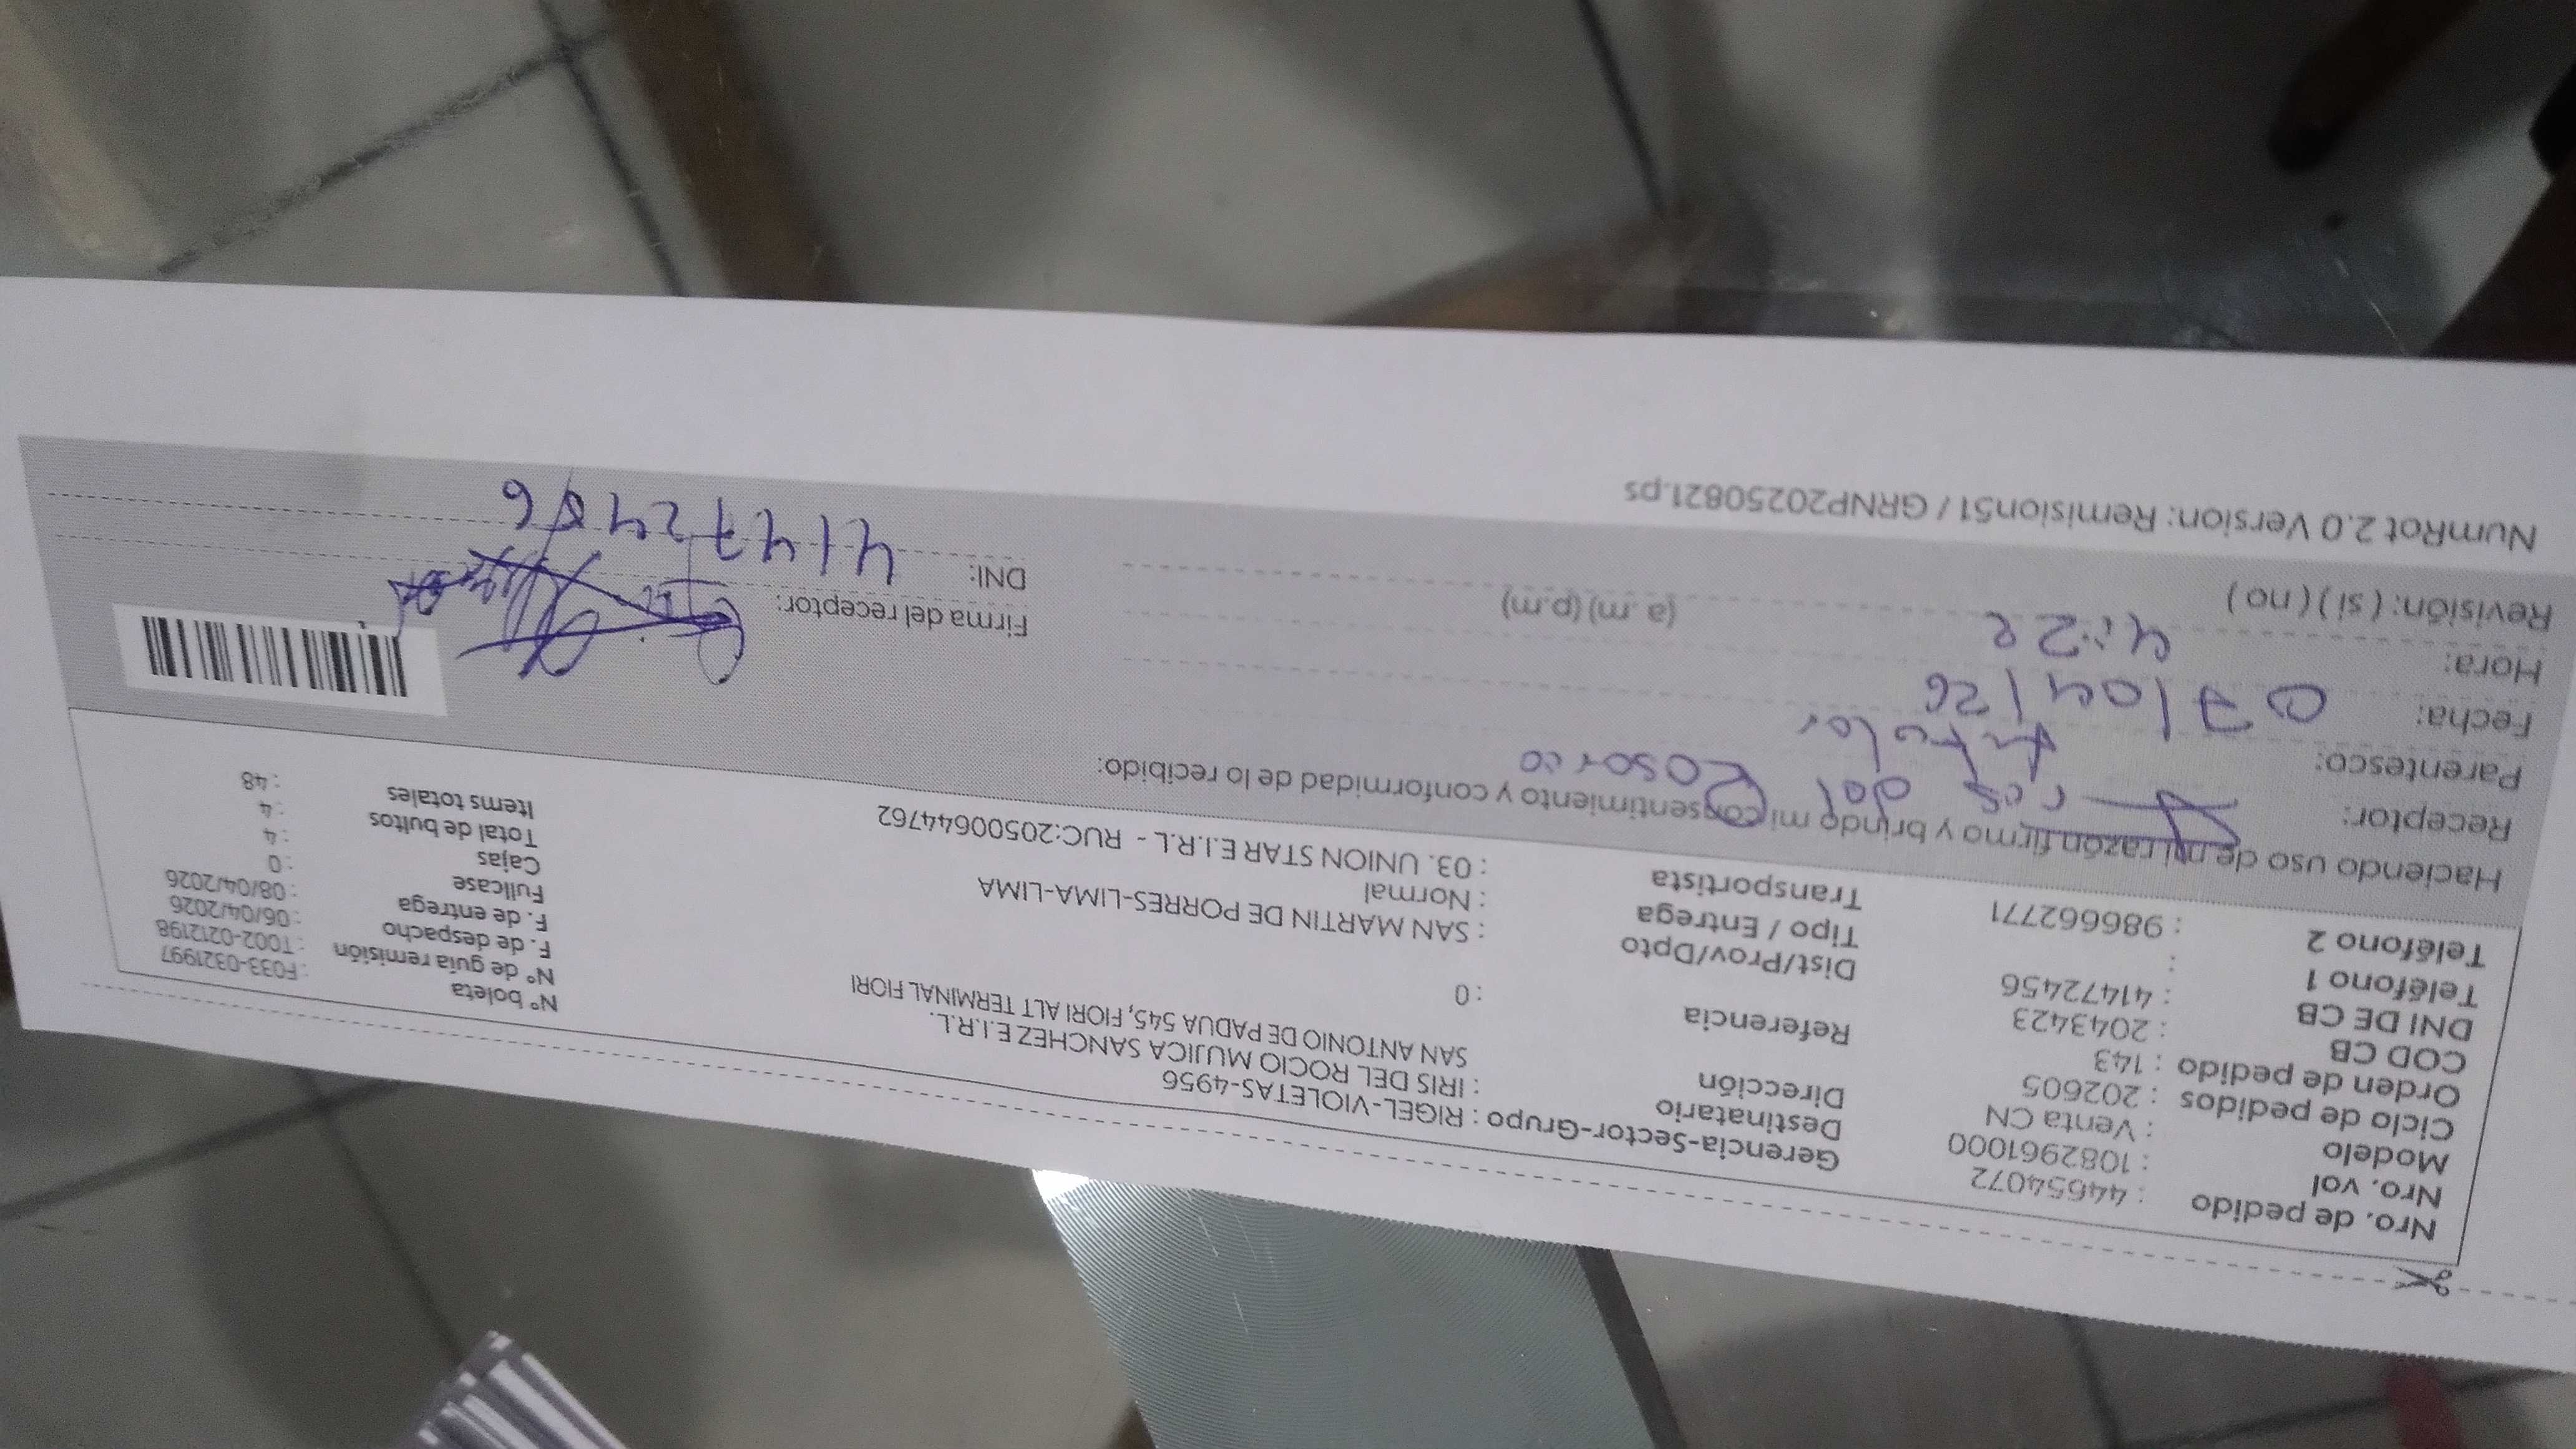 Nro. de pedido : 44654072
Nro. vol : 1082961000
Modelo : Venta CN
Ciclo de pedidos : 202605
Orden de pedido : 143
COD CB : 2043423
DNI DE CB : 41472456
Teléfono 1 :
Teléfono 2 : 986662771
Gerencia-Sector-Grupo : RIGEL-VIOLETAS-4956
Destinatario : IRIS DEL ROCIO MUJICA SANCHEZ E.I.R.L.
Dirección SAN ANTONIO DE PADUA 545, FIORI ALT TERMINAL FIORI
Referencia : 0
Dist/Prov/Dpto : SAN MARTIN DE PORRES-LIMA-LIMA
Tipo / Entrega : Normal
Transportista : 03. UNION STAR E.I.R.L - RUC:20500644762
N° boleta : F033-0321997
N° de guía remisión : T002-0212198
F. de despacho : 06/04/2026
F. de entrega : 08/04/2026
Fullcase : 0
Cajas : 4
Total de bultos : 4
Items totales : 48
Haciendo uso de mi razón firmo y brindo mi consentimiento y conformidad de lo recibido:
Receptor:
Parentesco: titular
Fecha: 07/04/26
Hora: 4:22 (a.m) (p.m)
Revisión: ( si ) ( no )
Firma del receptor:
DNI: 41472456
NumRot 2.0 Version: Remision51 / GRNP20250821.ps